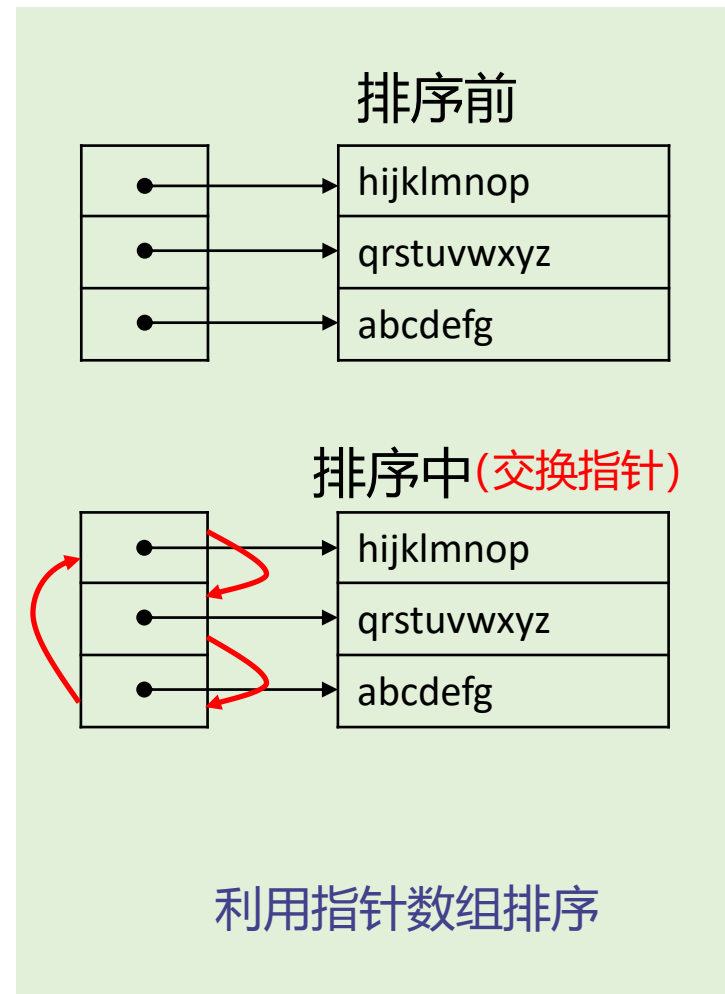 排序前
hijklmnop
qrstuvwxyz
abcdefg
排序中(交换指针)
hijklmnop
qrstuvwxyz
abcdefg
利用指针数组排序